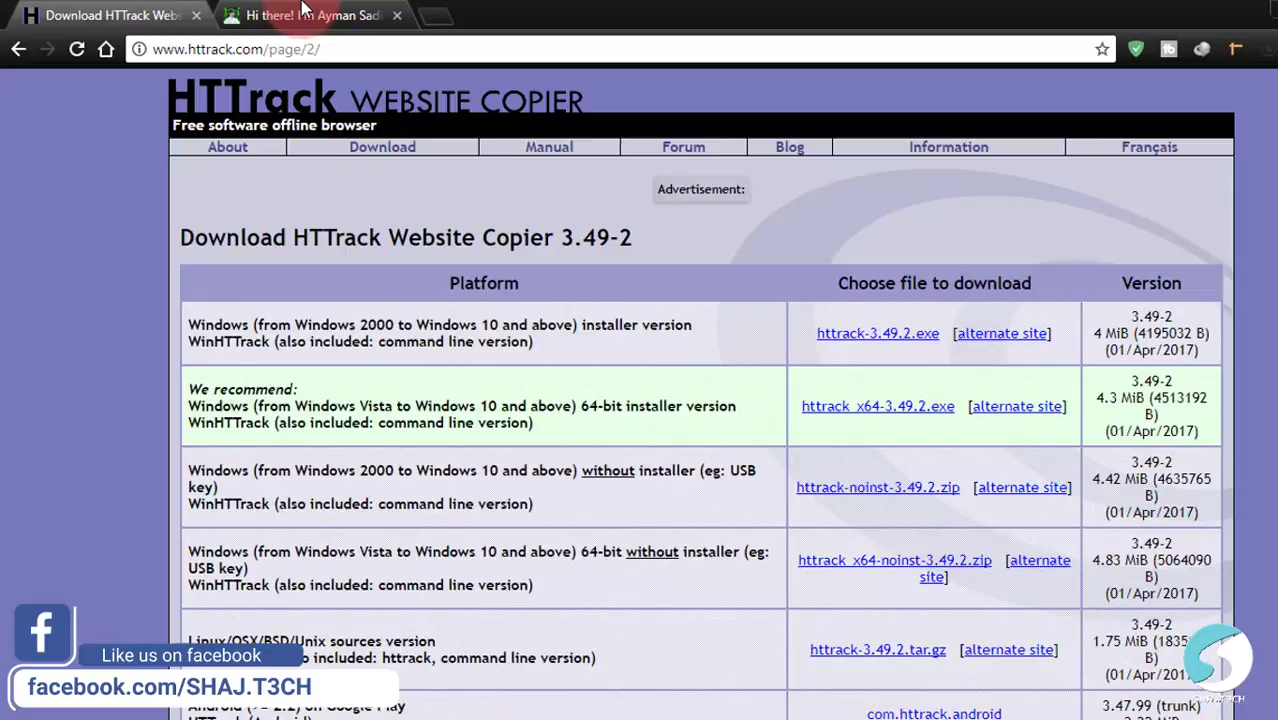 Download HTTrack Webs
Hi there! I'm Ayman Sad
www.httrack.com/page/2/
HTTrack WEBSITE COPIER
Free software offline browser
About Download Manual Forum Blog Information Français
Advertisement:
Download HTTrack Website Copier 3.49-2
Platform Choose file to download Version
Windows (from Windows 2000 to Windows 10 and above) installer version
WinHTTrack (also included: command line version)
httrack-3.49.2.exe [alternate site]
3.49-2
4 MiB (4195032 B)
(01/Apr/2017)
We recommend:
Windows (from Windows Vista to Windows 10 and above) 64-bit installer version
WinHTTrack (also included: command line version)
httrack_x64-3.49.2.exe [alternate site]
3.49-2
4.3 MiB (4513192
B)
(01/Apr/2017)
Windows (from Windows 2000 to Windows 10 and above) without installer (eg: USB
key)
WinHTTrack (also included: command line version)
httrack-noinst-3.49.2.zip [alternate site]
3.49-2
4.42 MiB (4635765
B)
(01/Apr/2017)
Windows (from Windows Vista to Windows 10 and above) 64-bit without installer (eg:
USB key)
WinHTTrack (also included: command line version)
httrack_x64-noinst-3.49.2.zip [alternate
site]
3.49-2
4.83 MiB (5064090
B)
(01/Apr/2017)
Linux/OSX/BSD/Unix sources version
included: httrack, command line version)
httrack-3.49.2.tar.gz [alternate site]
3.49-2
1.75 MiB (1835
B)
(01/Apr/201
Android (>= 2.2) on Google Play
com.httrack.android
3.47.99 (trunk)
Like us on facebook
facebook.com/SHAJ.T3CH